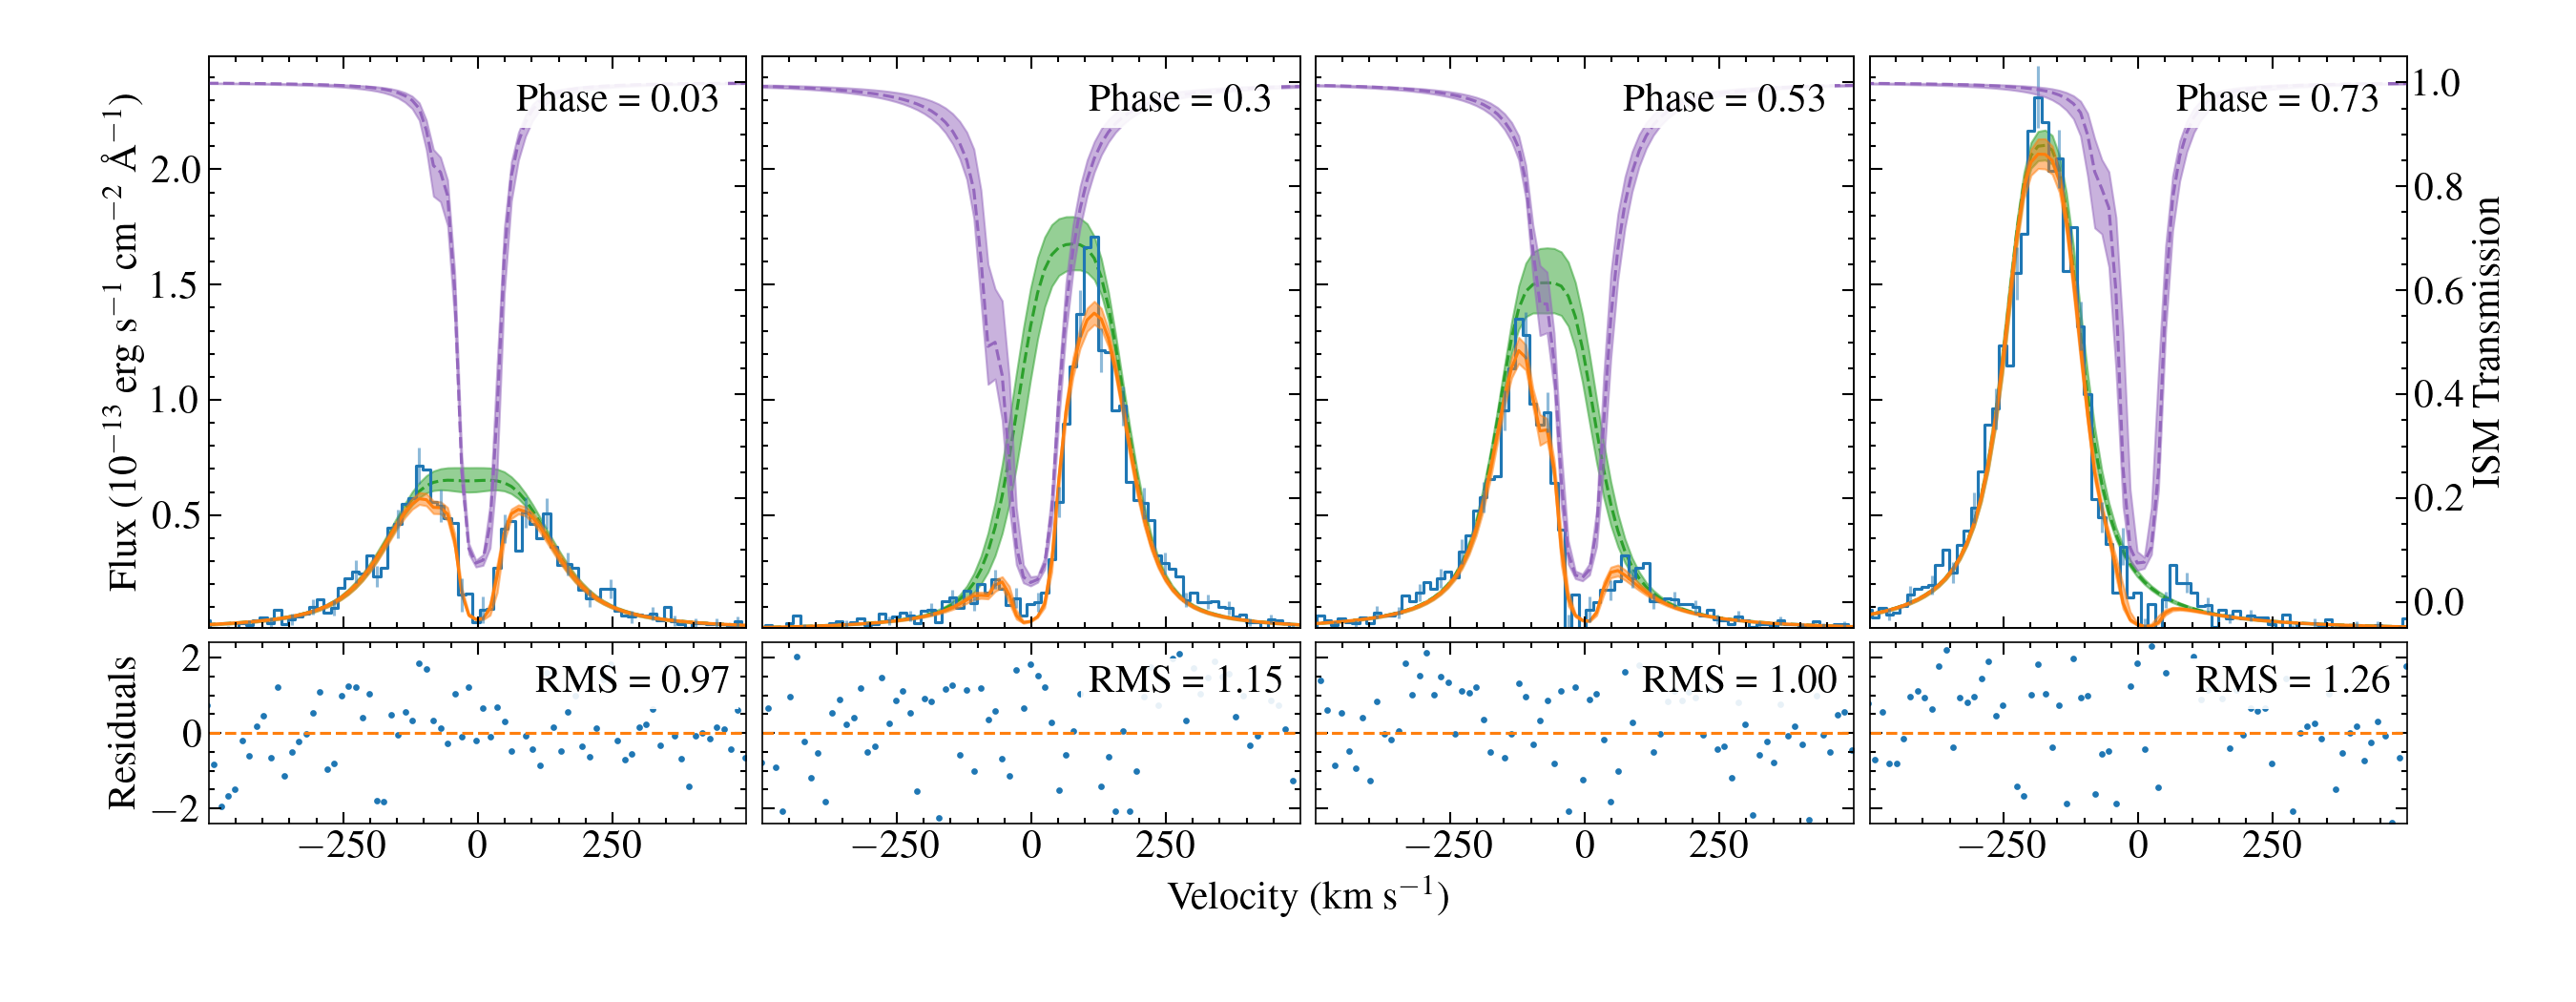 Phase = 0.03
Phase = 0.3
Phase = 0.53
Phase = 0.73
Flux (10⁻¹³ erg s⁻¹ cm⁻² Å⁻¹)
2.0
1.5
1.0
0.5
1.0
0.8
0.6
0.4
0.2
0.0
ISM Transmission
Residuals
2
0
−2
RMS = 0.97
RMS = 1.15
RMS = 1.00
RMS = 1.26
−250 0 250
−250 0 250
−250 0 250
−250 0 250
Velocity (km s⁻¹)